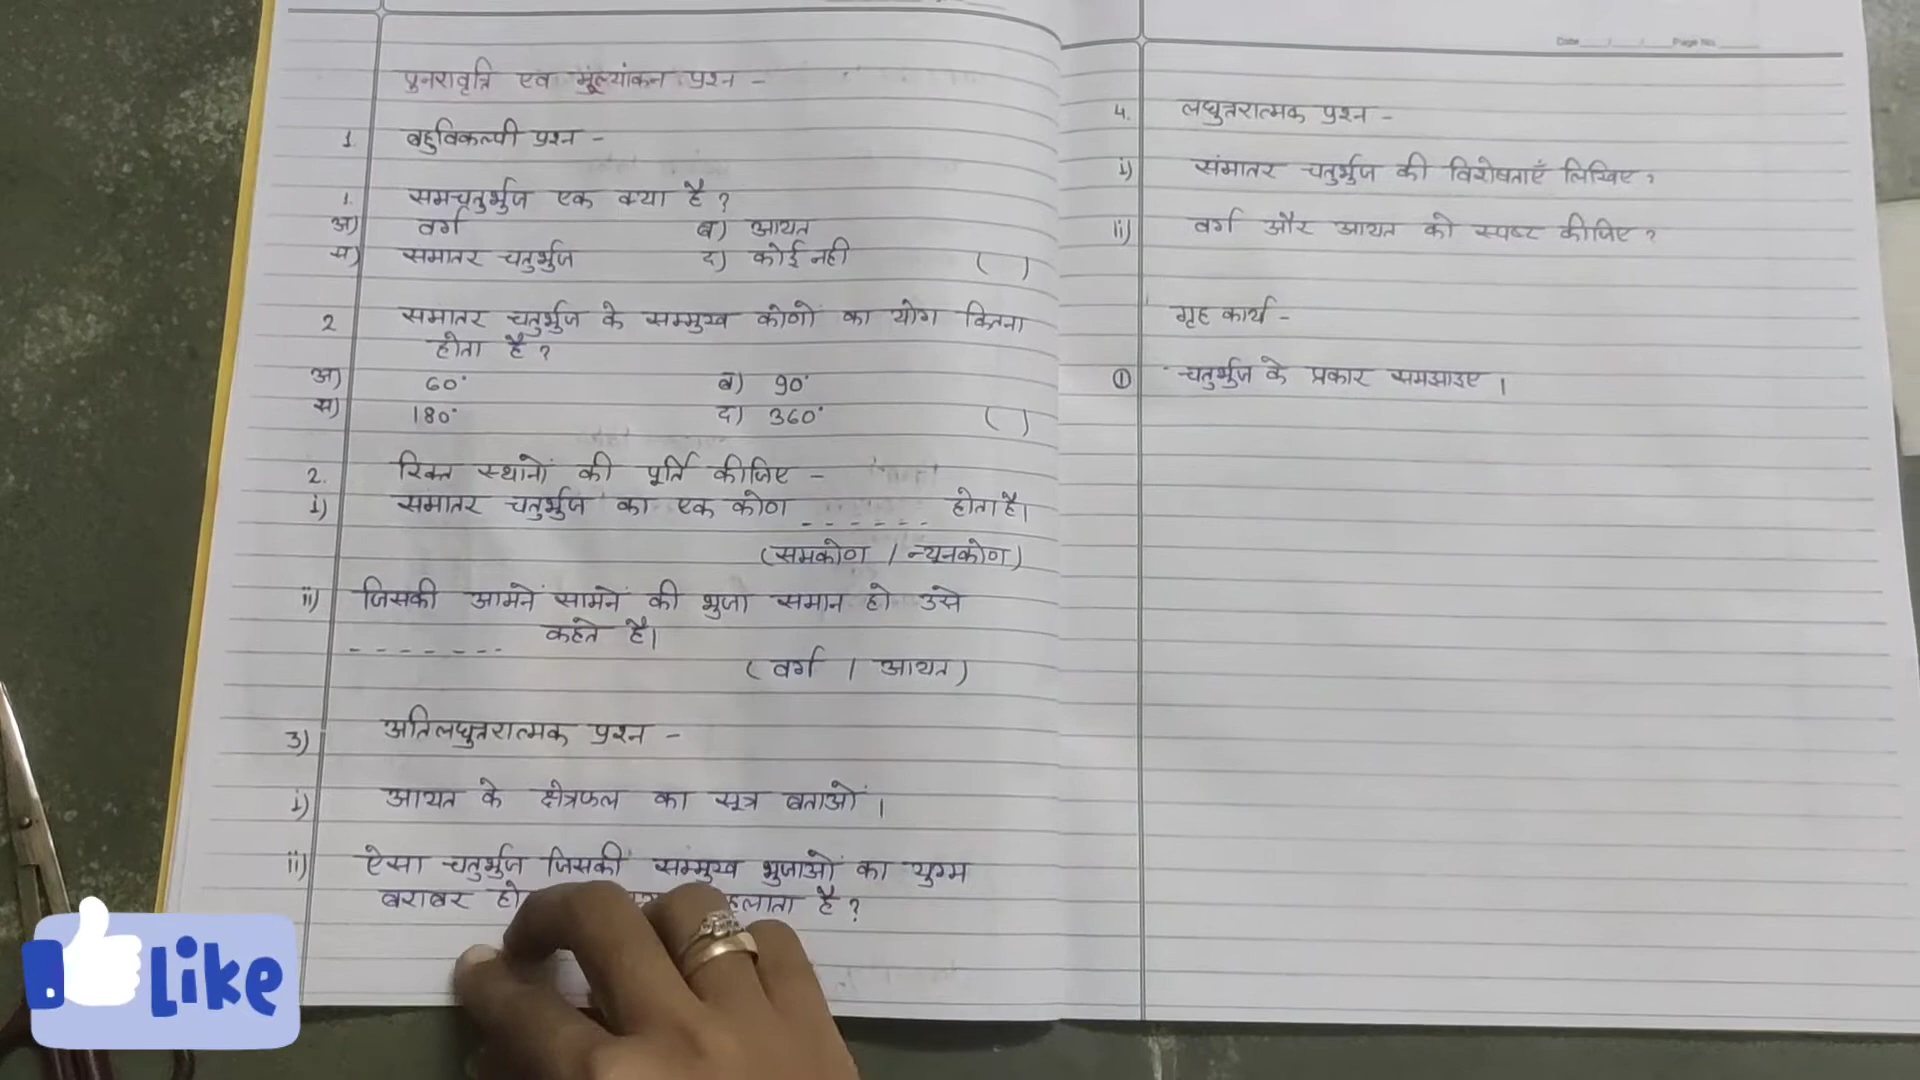 पुनरावृत्ति एवं मूल्यांकन प्रश्न -
1. बहुविकल्पी प्रश्न -
1. समचतुर्भुज एक क्या है ?
अ) वर्ग ब) आयत
स) समातर चतुर्भुज द) कोई नही ( )
2 समातर चतुर्भुज के सम्मुख कोणों का योग कितना
होता है ?
अ) 60° ब) 90°
स) 180° द) 360° ( )
2. रिक्त स्थानों की पूर्ति कीजिए -
i) समातर चतुर्भुज का एक कोण ------ होता है।
(समकोण / न्यूनकोण)
ii) जिसकी आमने सामने की भुजा समान हो उसे
------- कहते है।
( वर्ग / आयत )
3) अतिलघुत्तरात्मक प्रश्न -
i) आयत के क्षेत्रफल का सूत्र बताओं ।
ii) ऐसा चतुर्भुज जिसकीं सम्मुख भुजाओं का युग्म
बराबर हो है ?
Date / / Page No
4. लघुत्तरात्मक प्रश्न -
i) संमातर चतुर्भुज की विशेषताएँ लिखिए ?
ii) वर्ग और आयत को स्पष्ट कीजिए ?
गृह कार्य -
① चतुर्भुज के प्रकार समझाइए ।
Like